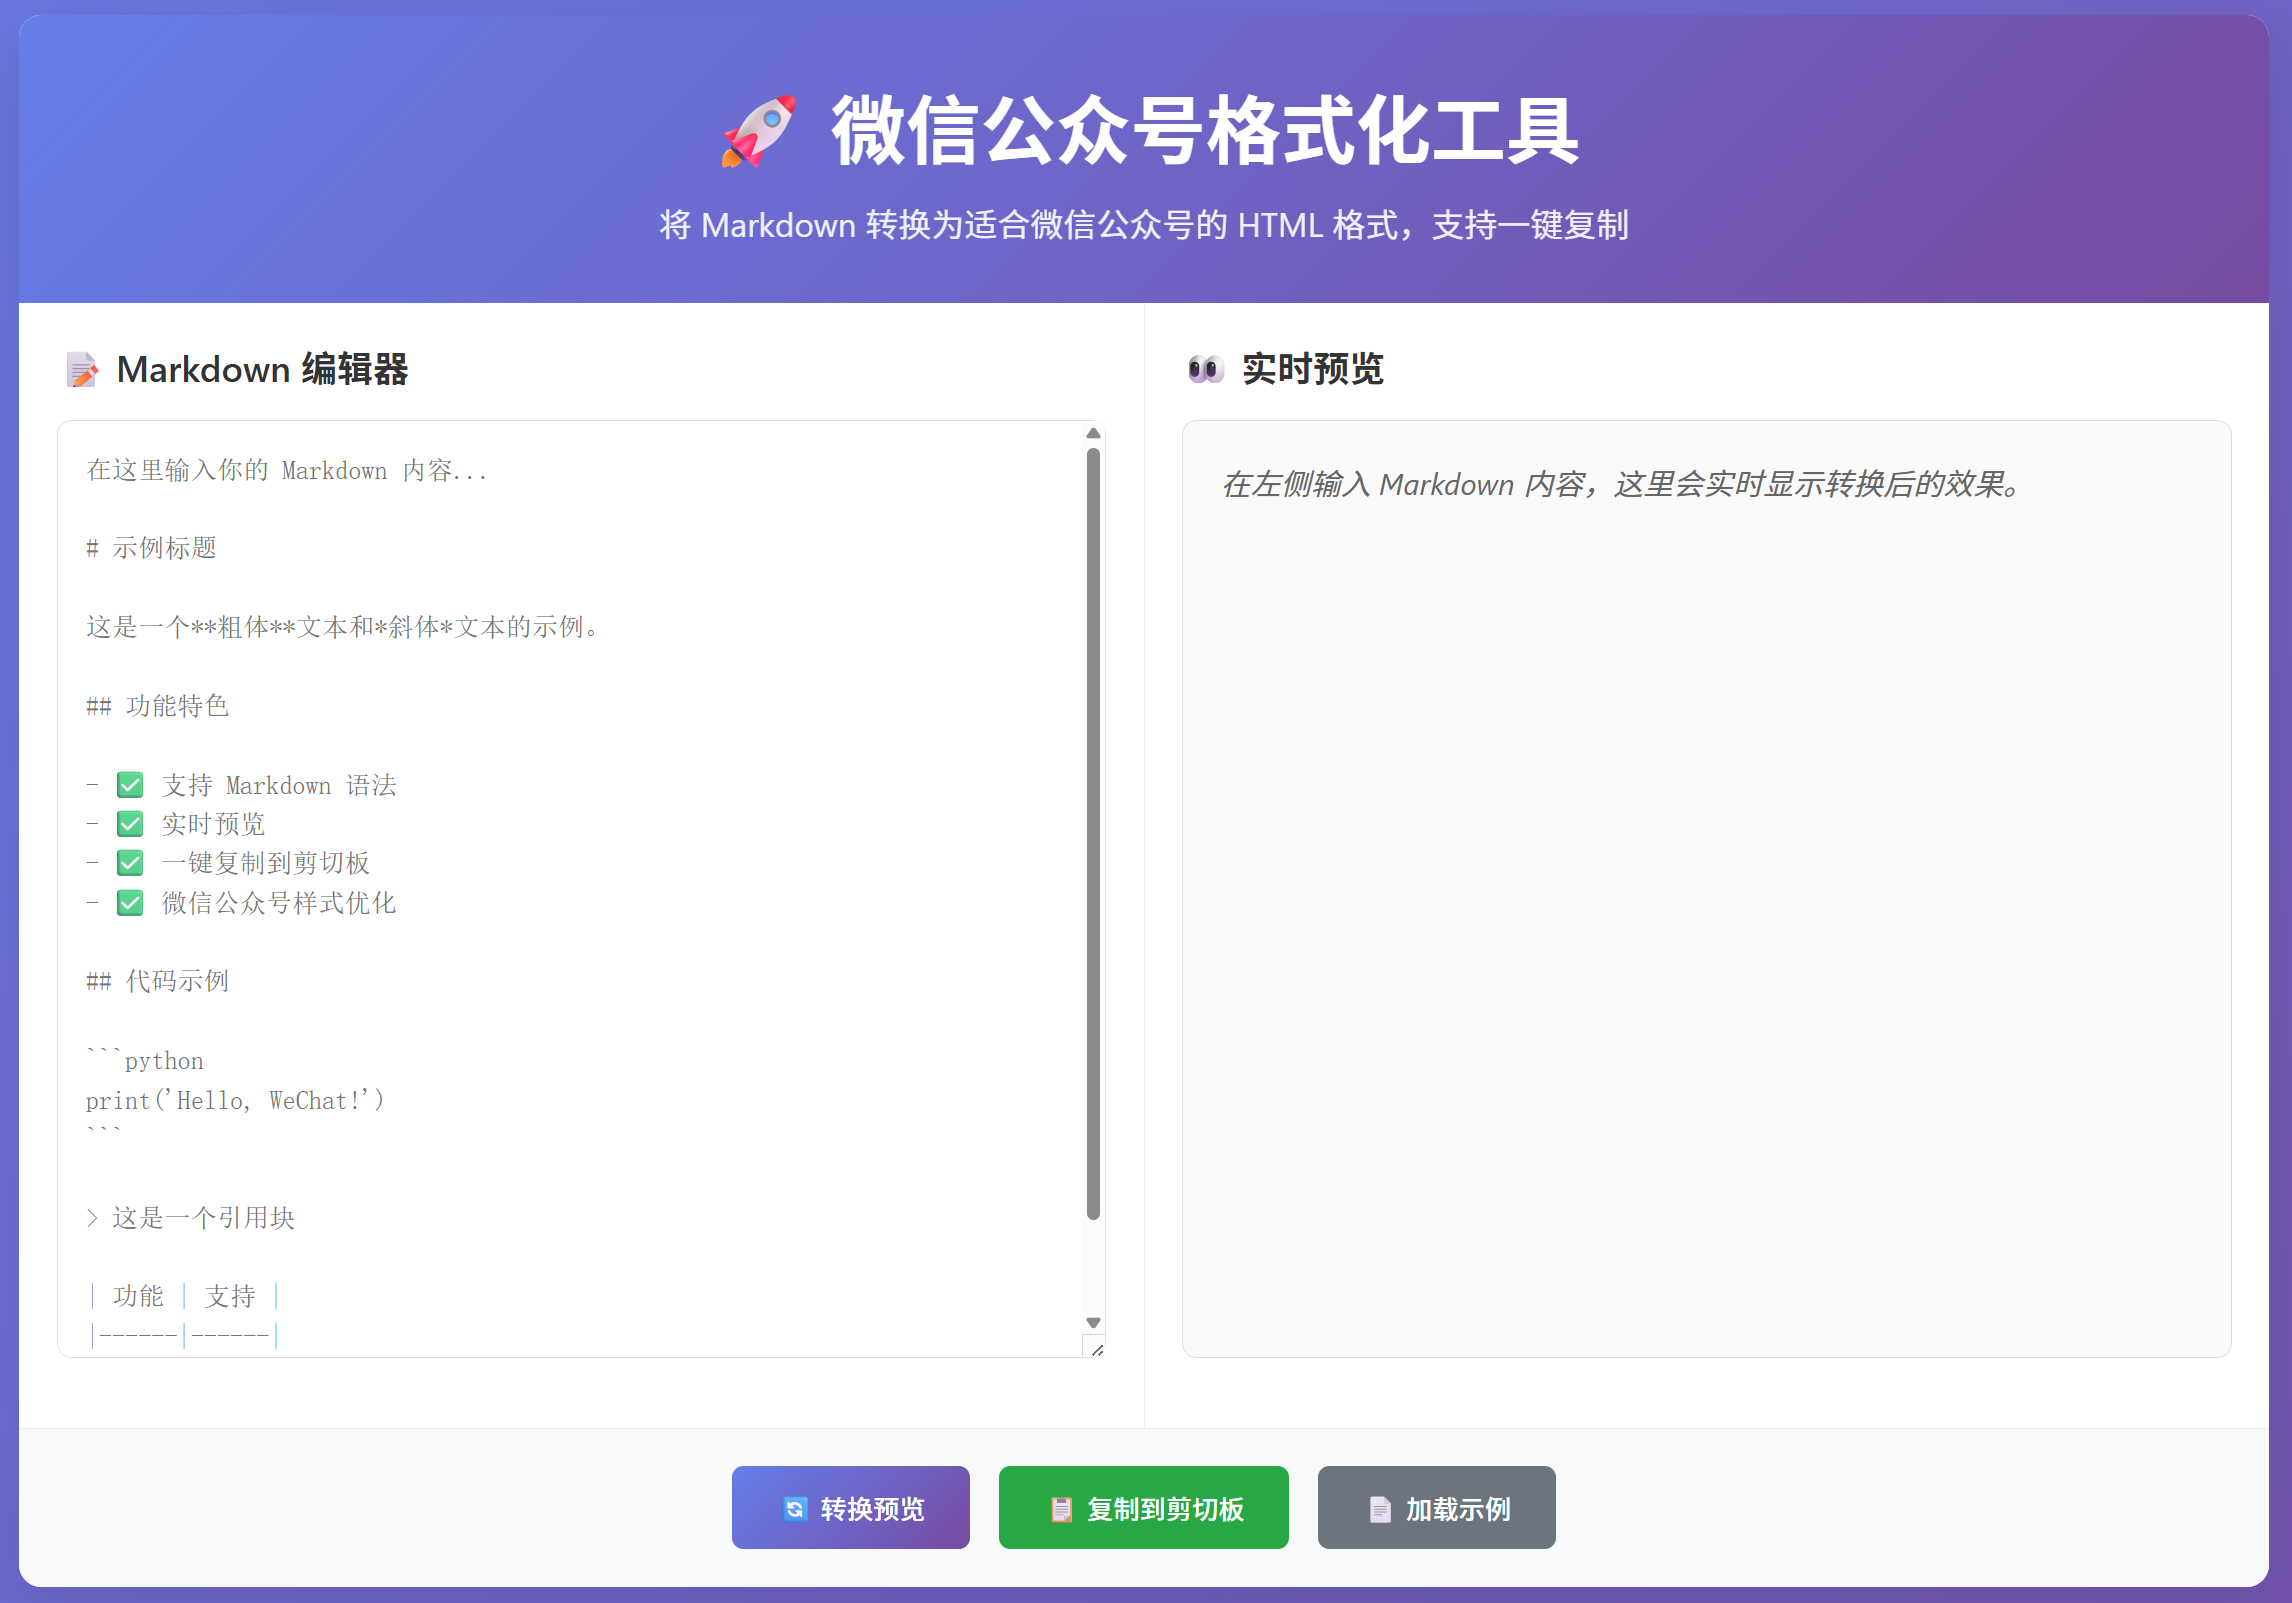 🚀 微信公众号格式化工具
将 Markdown 转换为适合微信公众号的 HTML 格式，支持一键复制
📝 Markdown 编辑器
在这里输入你的 Markdown 内容...
# 示例标题
这是一个**粗体**文本和*斜体*文本的示例。
## 功能特色
- ✅ 支持 Markdown 语法
- ✅ 实时预览
- ✅ 一键复制到剪切板
- ✅ 微信公众号样式优化
## 代码示例
```python
print('Hello, WeChat!')
```
> 这是一个引用块
| 功能 | 支持 |
|------|------|
👀 实时预览
在左侧输入 Markdown 内容，这里会实时显示转换后的效果。
🔄 转换预览
📋 复制到剪切板
📄 加载示例